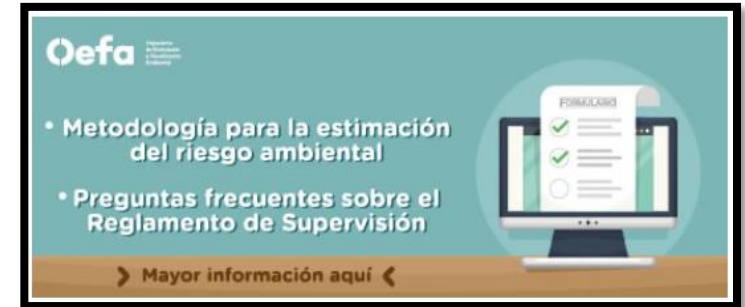 Oefa
• Metodología para la estimación
del riesgo ambiental
• Preguntas frecuentes sobre el
Reglamento de Supervisión
Mayor información aquí
FORMULARIO